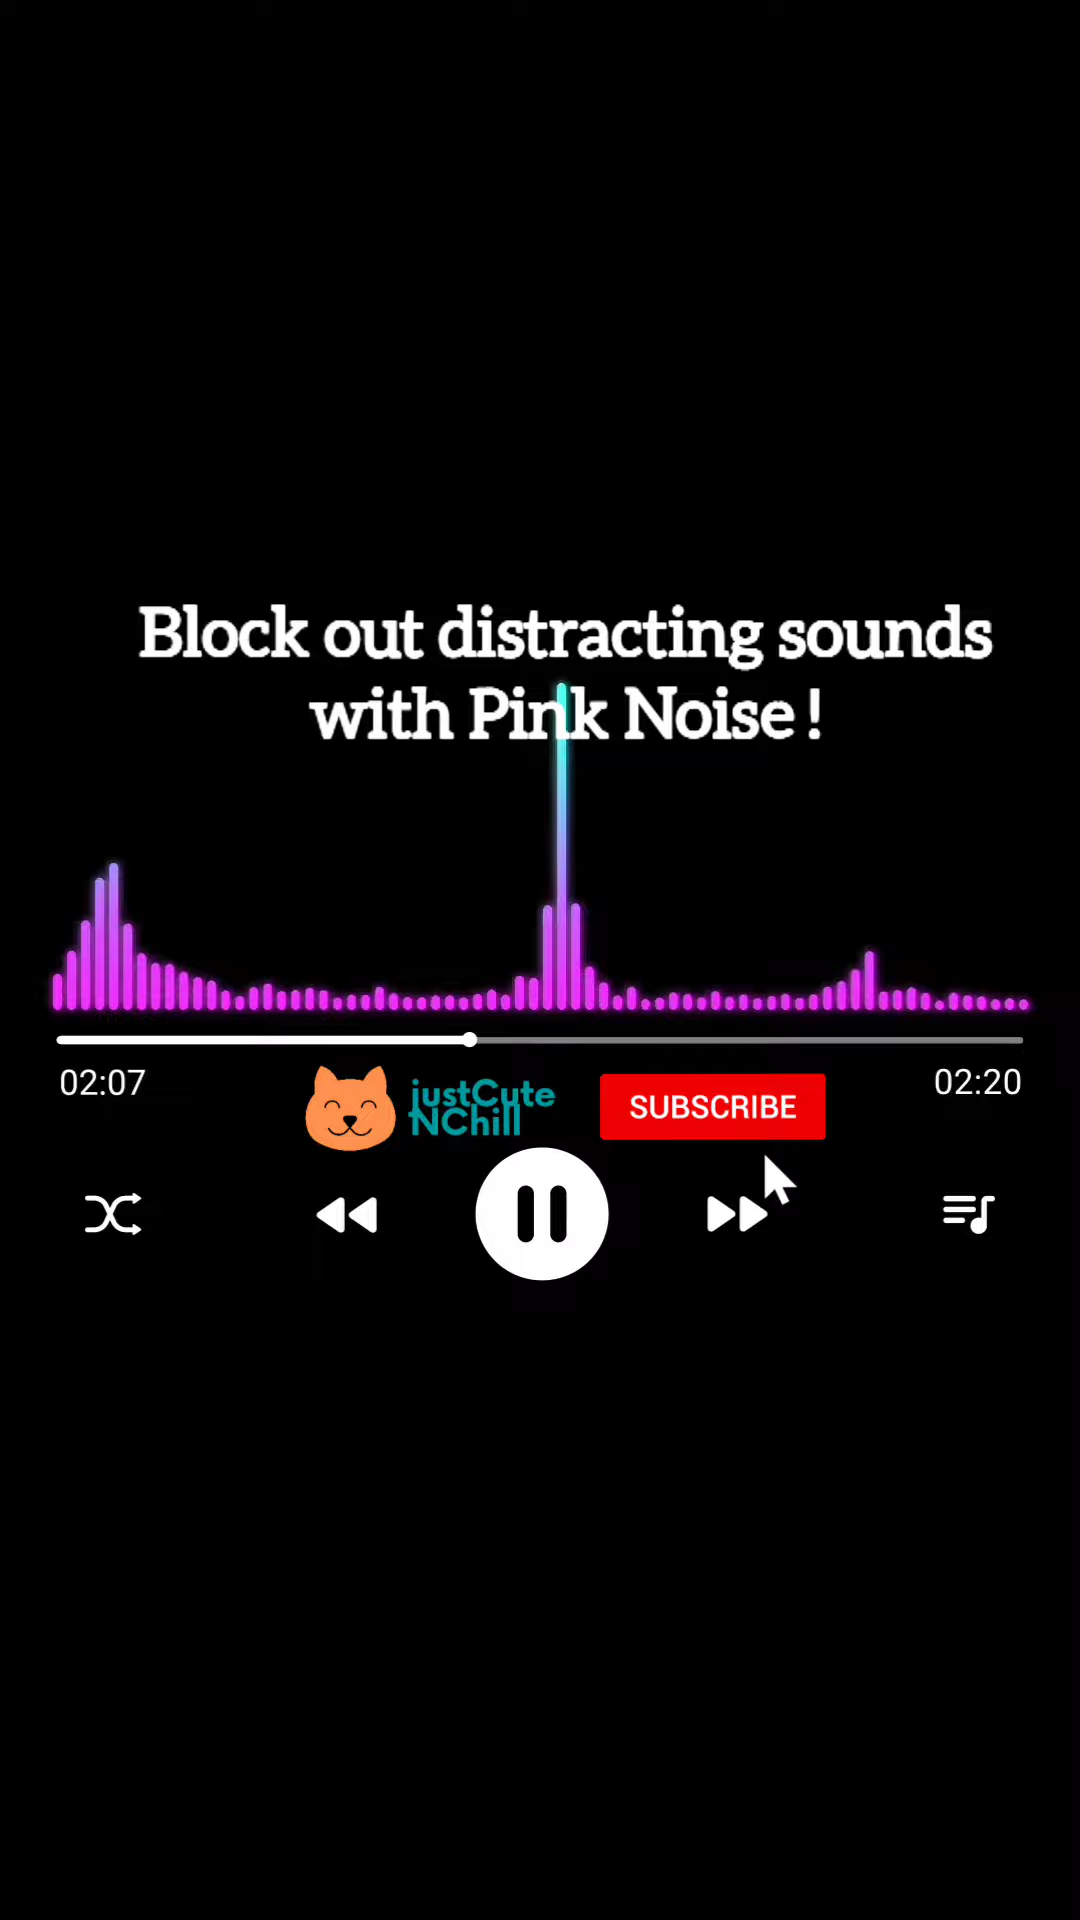 Block out distracting sounds
with Pink Noise!
02:07
justCute
NChill
SUBSCRIBE
02:20